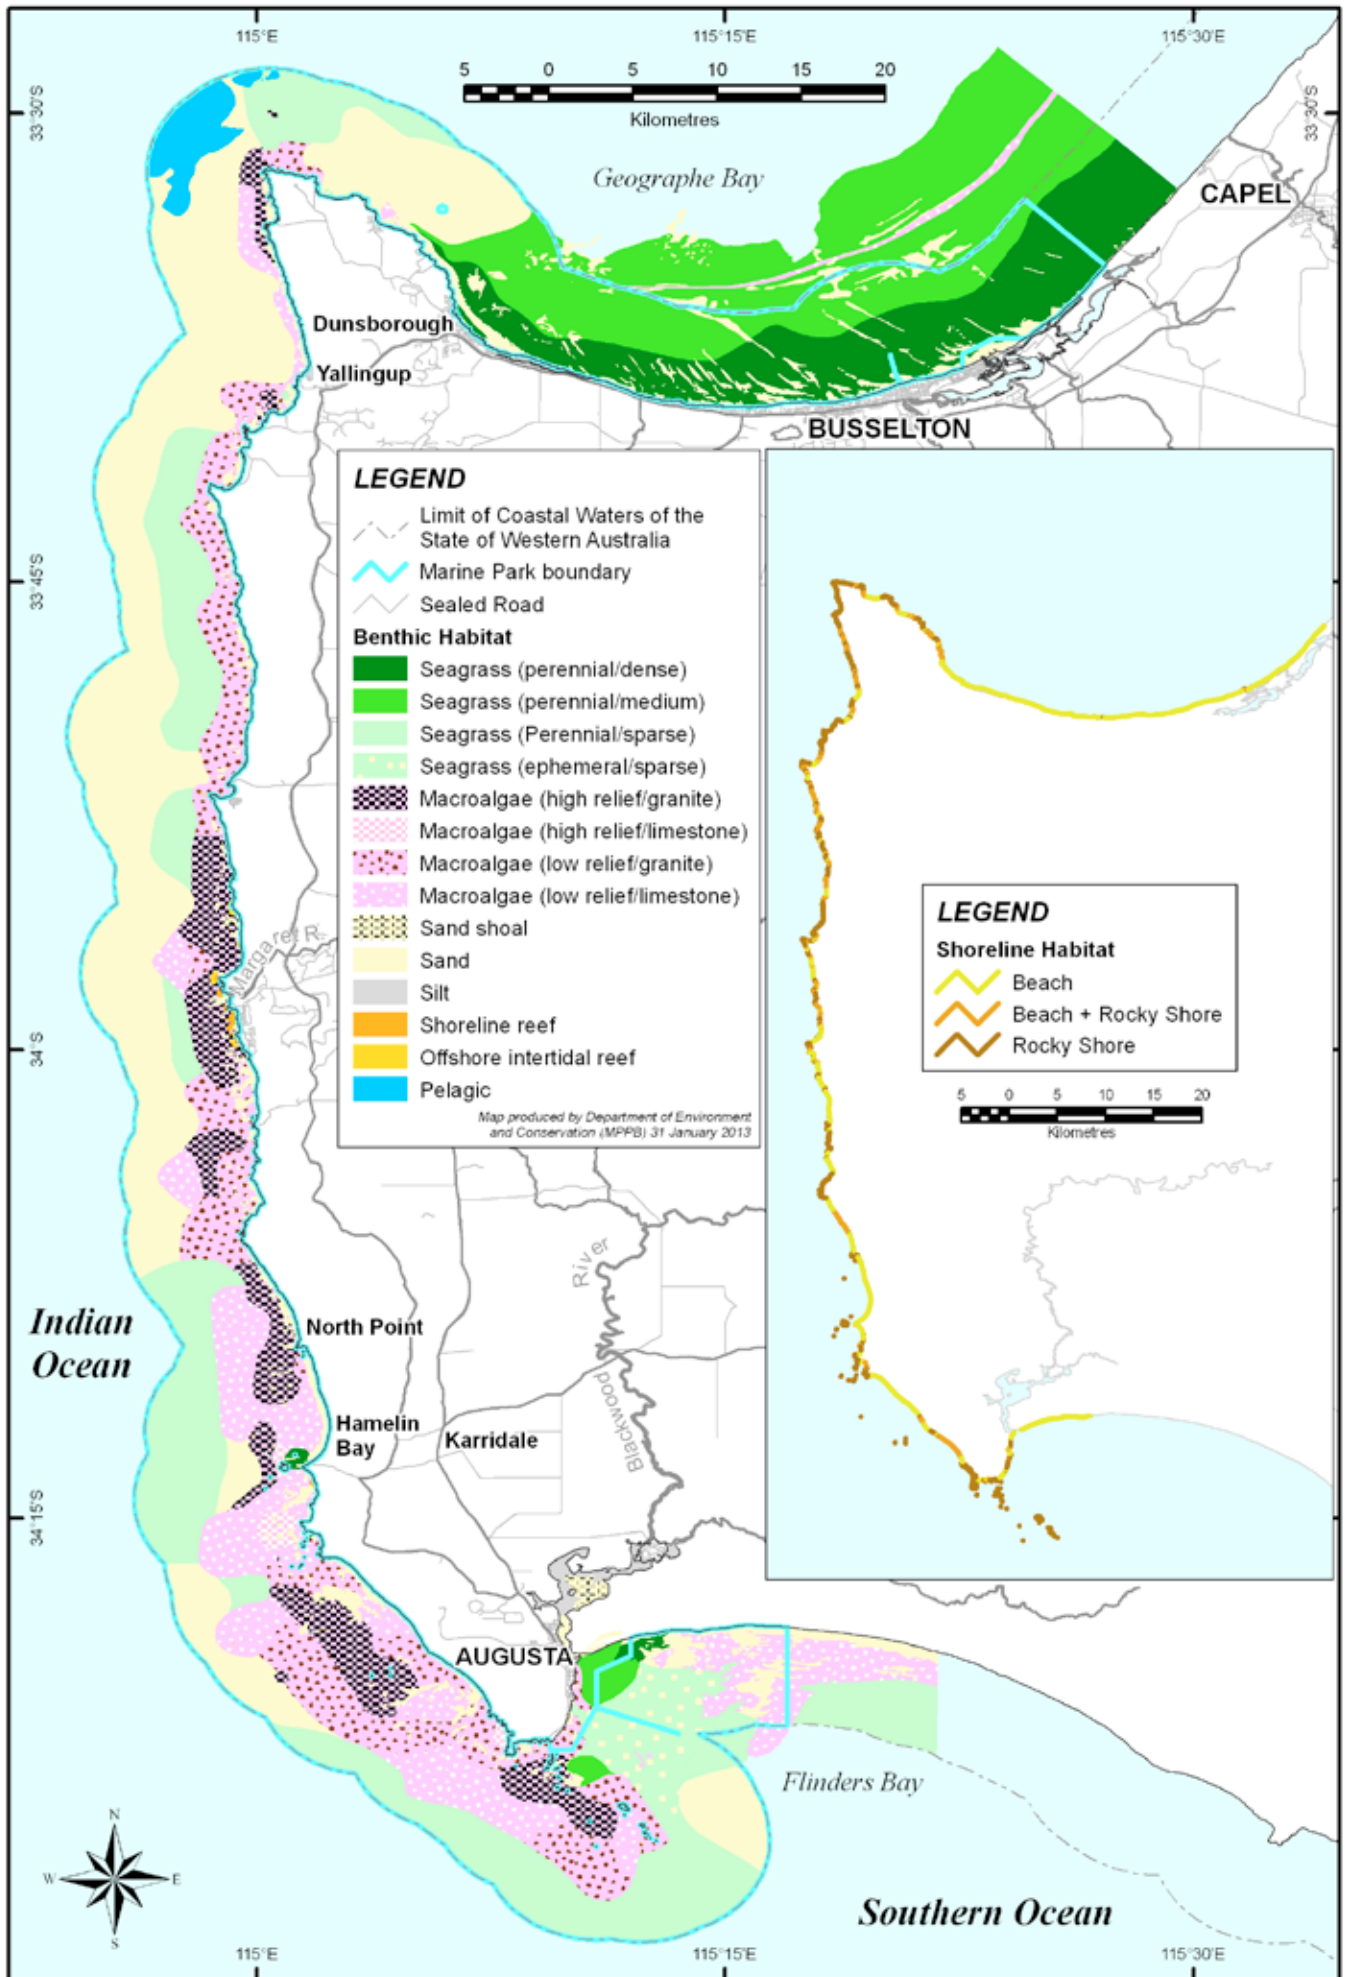 115°E
115°15'E
115°30'E
5 0 5 10 15 20
Kilometres
33°30'S
33°30'S
Geographe Bay
CAPEL
Dunsborough
Yallingup
BUSSELTON
LEGEND
Limit of Coastal Waters of the
State of Western Australia
Marine Park boundary
Sealed Road
Benthic Habitat
Seagrass (perennial/dense)
Seagrass (perennial/medium)
Seagrass (Perennial/sparse)
Seagrass (ephemeral/sparse)
Macroalgae (high relief/granite)
Macroalgae (high relief/limestone)
Macroalgae (low relief/granite)
Macroalgae (low relief/limestone)
Sand shoal
Sand
Silt
Shoreline reef
Offshore intertidal reef
Pelagic
Map produced by Department of Environment
and Conservation (MPPB) 31 January 2013
33°45'S
Margaret R.
34°S
LEGEND
Shoreline Habitat
Beach
Beach + Rocky Shore
Rocky Shore
5 0 5 10 15 20
Kilometres
Indian
Ocean
North Point
Hamelin
Bay
Karridale
Blackwood
River
34°15'S
AUGUSTA
Flinders Bay
Southern Ocean
N
W
E
S
115°E
115°15'E
115°30'E